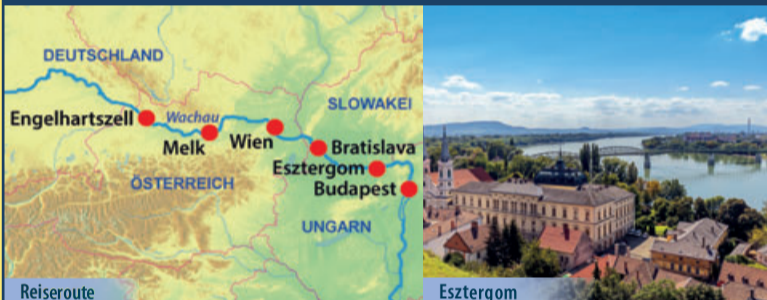 DEUTSCHLAND
Engelhartszell
Wachau
SLOWAKEI
Melk
Wien
Bratislava
Esztergom
ÖSTERREICH
Budapest
UNGARN
Reiseroute
Esztergom